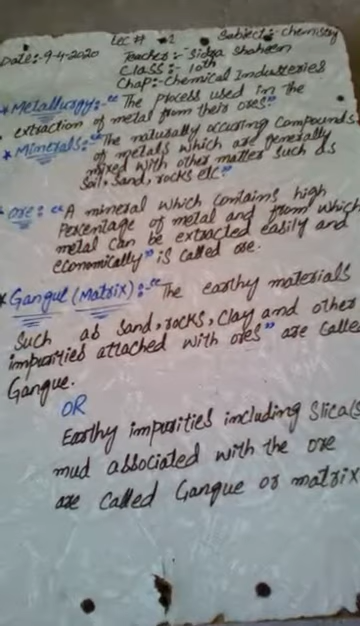 Lec # 1 Subject:- chemistry
Date:- 9-4-2020 Teacher:- Sidra Shaheen
Class:- 10th
Chap:- Chemical Industeries
*Metallurgy:- "The process used in the
extraction of metal from their ores"
*Minerals:- "The naturally accuring compounds
of metals which are generally
mixed with other matter such as
soil, sand, rocks etc"
ore: "A mineral which contains high
Percentage of metal and from which
metal can be extracted easily and
economically" is called ore.
*Gangue (Matrix):- "The earthy materials
Such as sand, rocks, clay and other
impurities attached with ores" are called
Gangue.
OR
Earthy impurities including Slicals
mud associated with the ore
are called Gangue or matrix